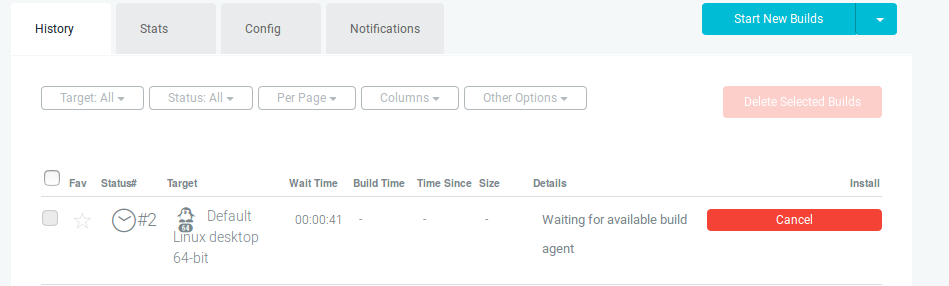 History
Stats
Config
Notifications
Start New Builds
Target: All
Status: All
Per Page
Columns
Other Options
Delete Selected Builds
Fav Status# Target Wait Time Build Time Time Since Size Details Install
#2
64
Default
Linux desktop
64-bit
00:00:41
-
-
-
Waiting for available build
agent
Cancel